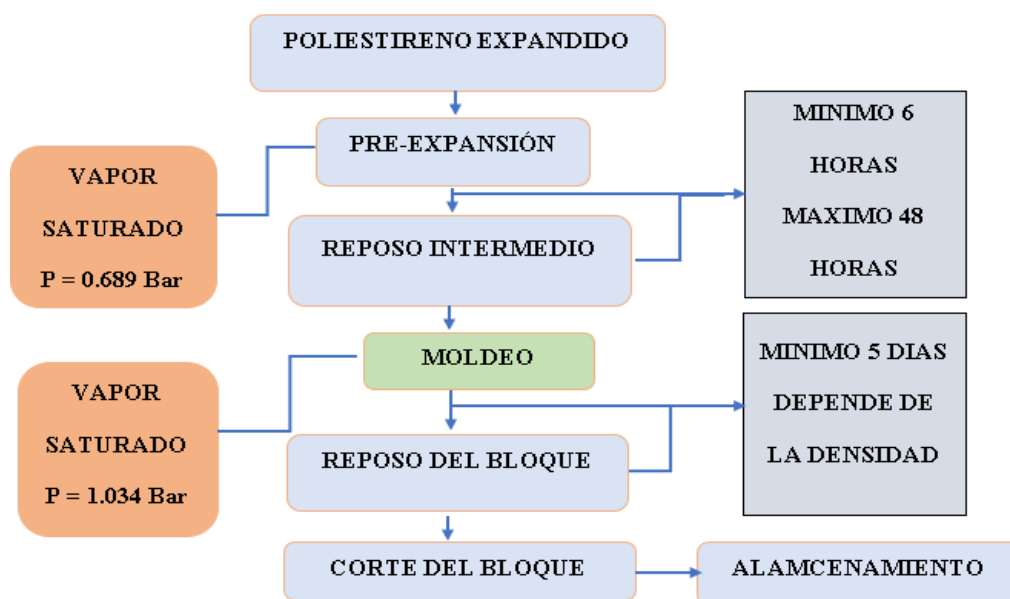 POLIESTIRENO EXPANDIDO
PRE-EXPANSIÓN
VAPOR
SATURADO
P = 0.689 Bar
MINIMO 6
HORAS
MAXIMO 48
HORAS
REPOSO INTERMEDIO
MOLDEO
VAPOR
SATURADO
P = 1.034 Bar
MINIMO 5 DIAS
DEPENDE DE
LA DENSIDAD
REPOSO DEL BLOQUE
CORTE DEL BLOQUE
ALAMCENAMIENTO